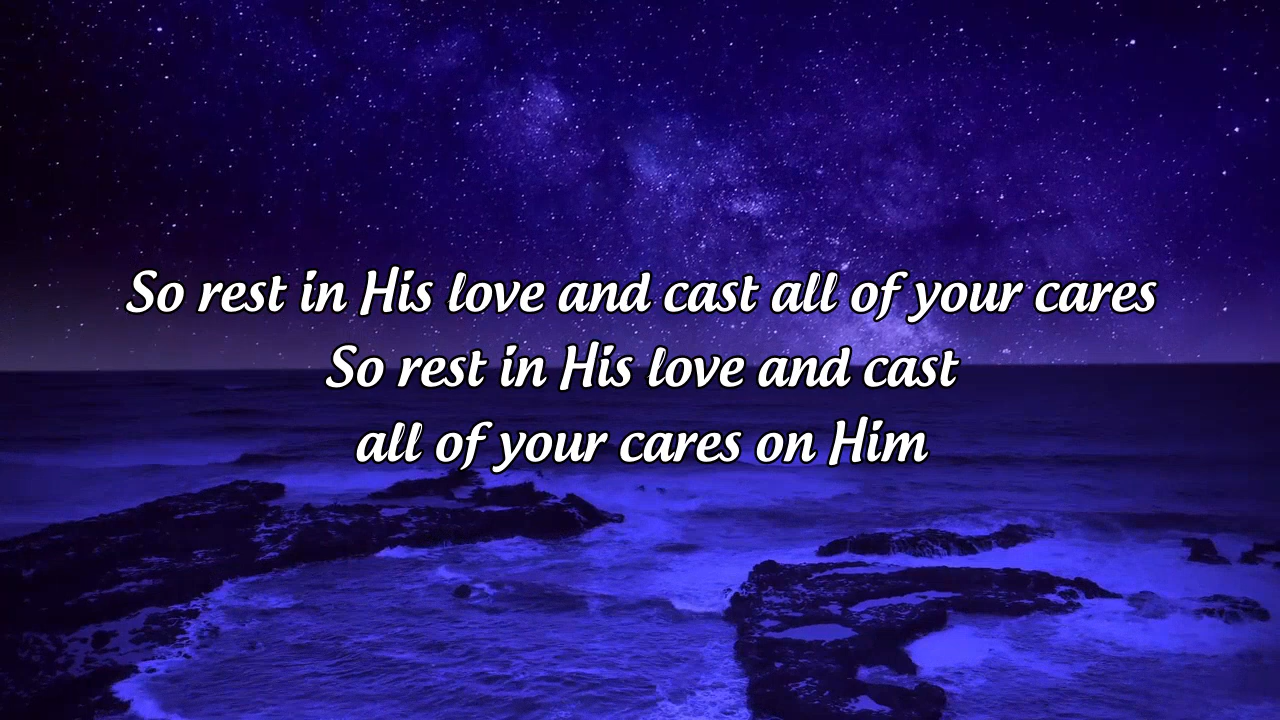 So rest in His love and cast all of your cares
So rest in His love and cast
all of your cares on Him